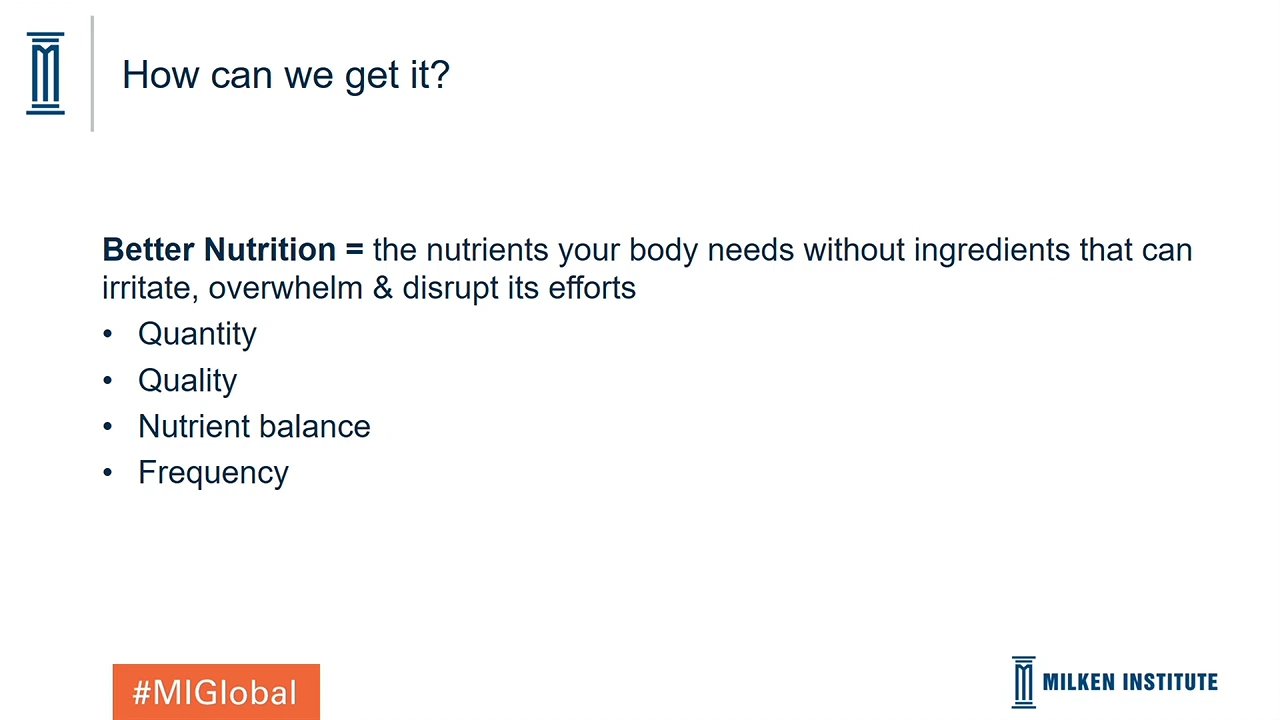 How can we get it?
Better Nutrition = the nutrients your body needs without ingredients that can
irritate, overwhelm & disrupt its efforts
• Quantity
• Quality
• Nutrient balance
• Frequency
#MIGlobal
MILKEN INSTITUTE